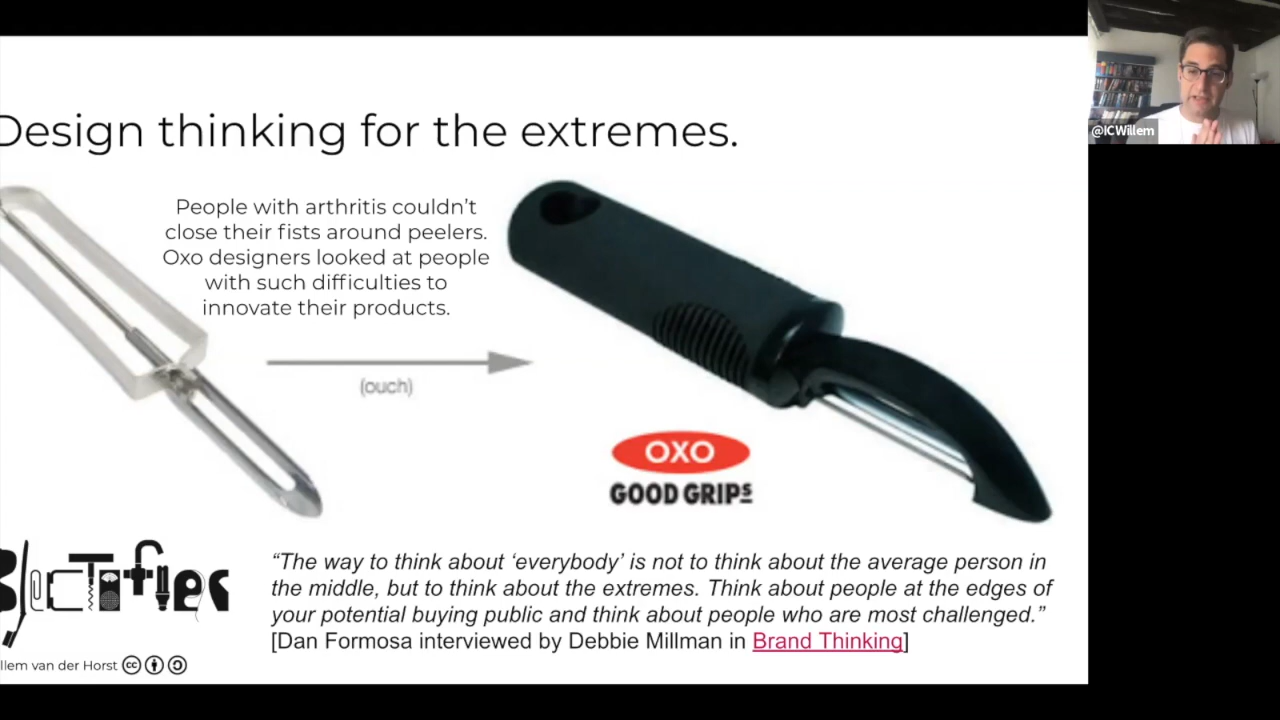 Design thinking for the extremes.
People with arthritis couldn’t
close their fists around peelers.
Oxo designers looked at people
with such difficulties to
innovate their products.
(ouch)
OXO
GOOD GRIPS
“The way to think about ‘everybody’ is not to think about the average person in
the middle, but to think about the extremes. Think about people at the edges of
your potential buying public and think about people who are most challenged.”
[Dan Formosa interviewed by Debbie Millman in Brand Thinking]
llem van der Horst
cc
@ICWillem